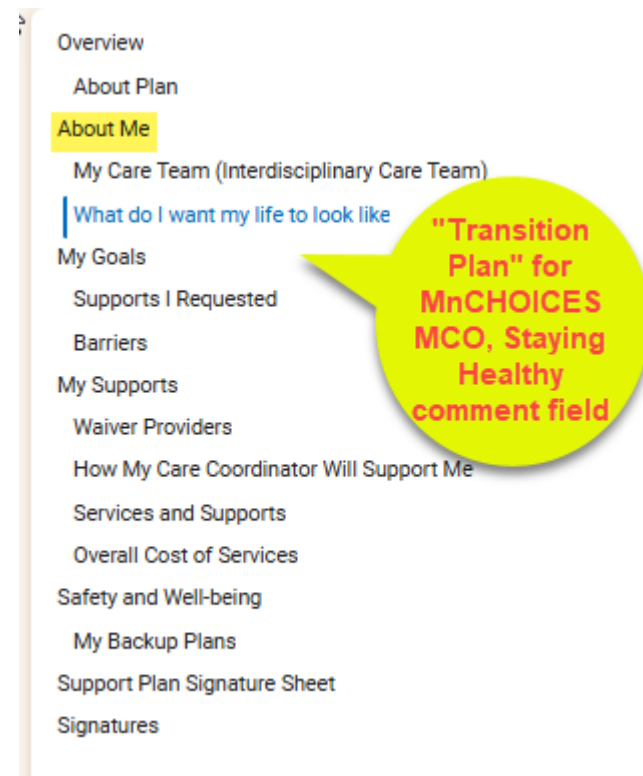 Overview
About Plan
About Me
My Care Team (Interdisciplinary Care Team)
What do I want my life to look like
My Goals
Supports I Requested
Barriers
My Supports
Waiver Providers
How My Care Coordinator Will Support Me
Services and Supports
Overall Cost of Services
Safety and Well-being
My Backup Plans
Support Plan Signature Sheet
Signatures
"Transition
Plan" for
MnCHOICES
MCO, Staying
Healthy
comment field